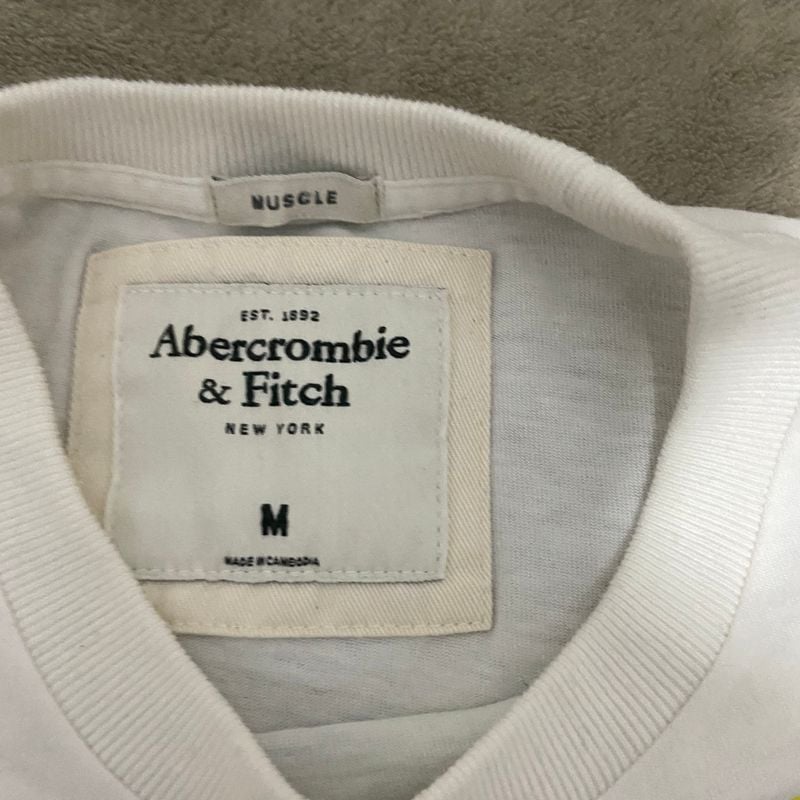 MUSCLE
EST. 1892
Abercrombie
& Fitch
NEW YORK
M
MADE IN CAMBODIA